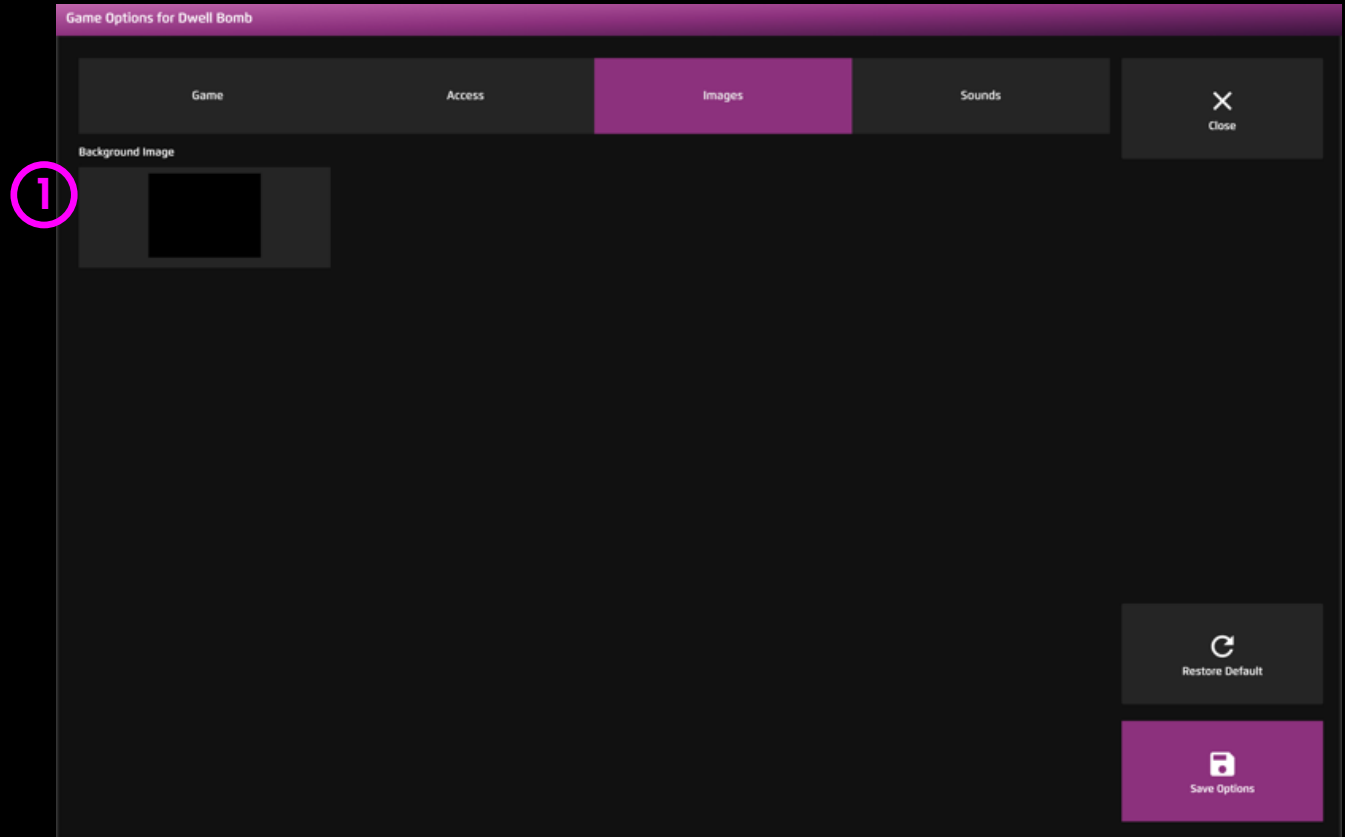 Game Options for Dwell Bomb
Game
Access
Images
Sounds
Close
Background Image
1
Restore Default
Save Options